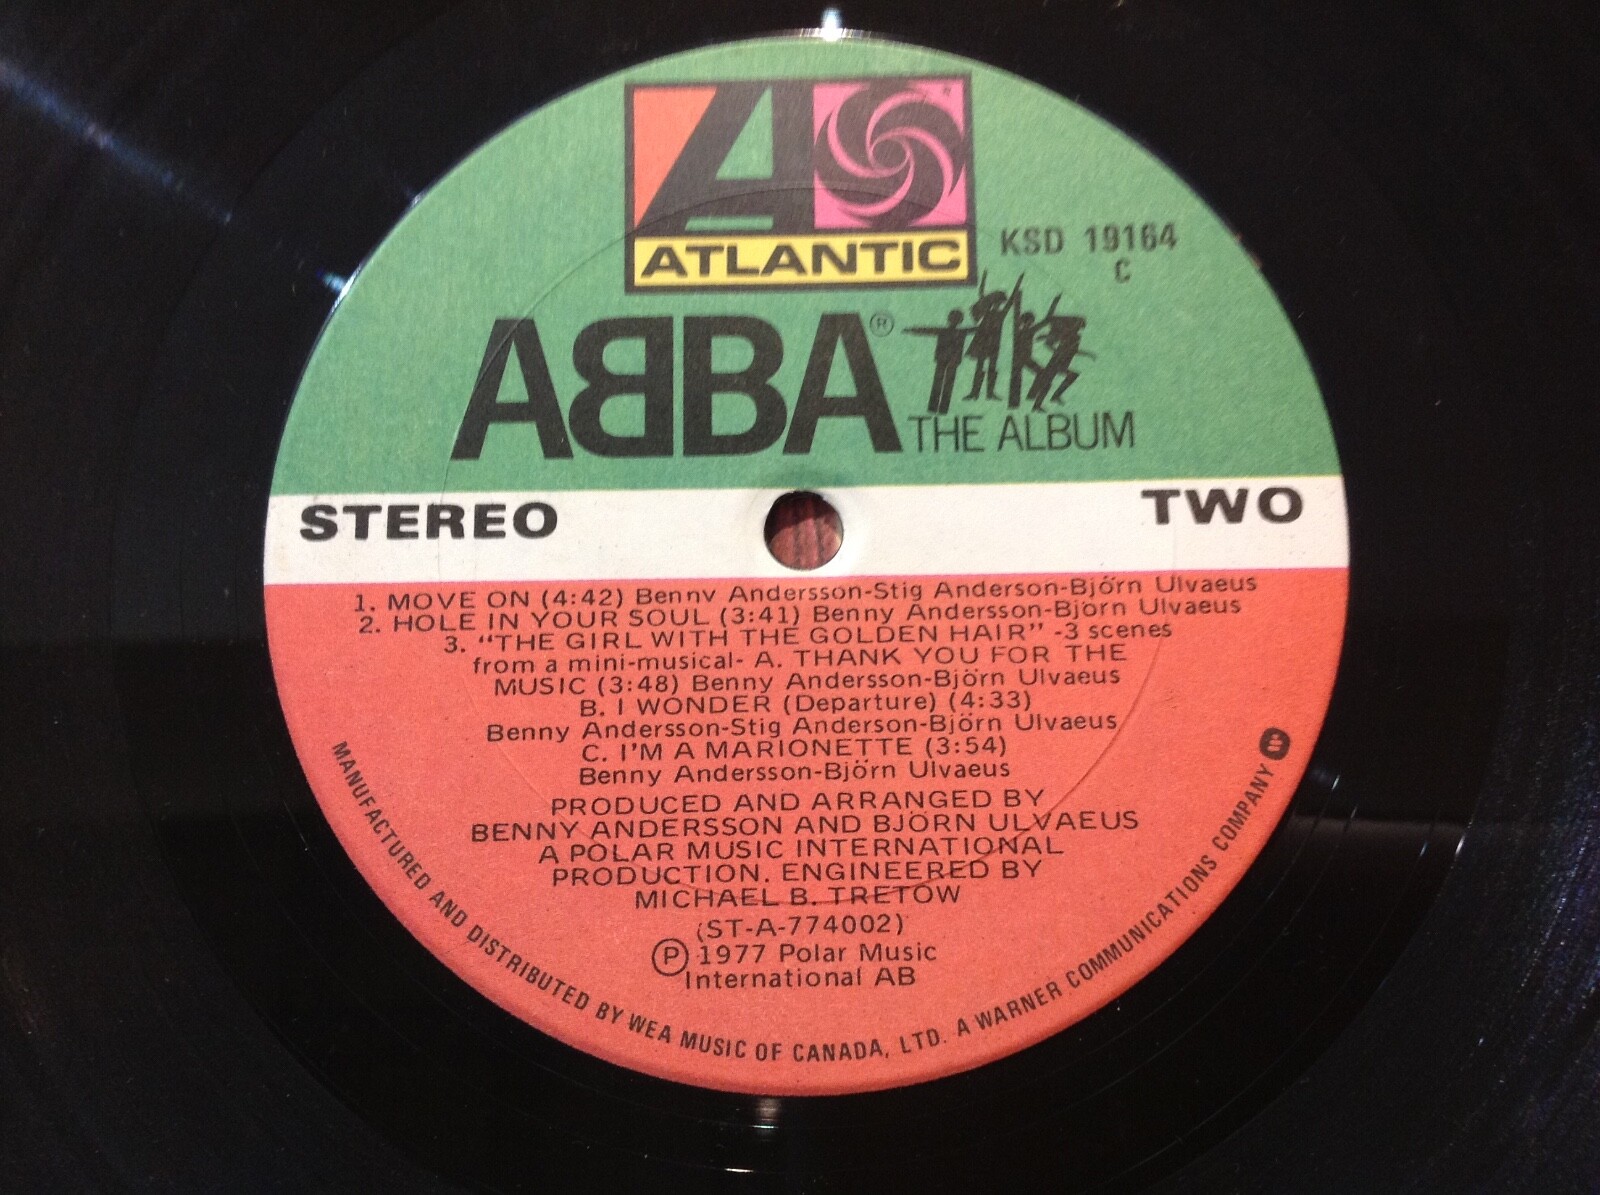 ATLANTIC
KSD 19164
C
ABBA®
THE ALBUM
STEREO
TWO
1. MOVE ON (4:42) Benny Andersson-Stig Anderson-Björn Ulvaeus
2. HOLE IN YOUR SOUL (3:41) Benny Andersson-Björn Ulvaeus
3. "THE GIRL WITH THE GOLDEN HAIR" -3 scenes
from a mini-musical- A. THANK YOU FOR THE
MUSIC (3:48) Benny Andersson-Björn Ulvaeus
B. I WONDER (Departure) (4:33)
Benny Andersson-Stig Anderson-Björn Ulvaeus
C. I'M A MARIONETTE (3:54)
Benny Andersson-Björn Ulvaeus
PRODUCED AND ARRANGED BY
BENNY ANDERSSON AND BJÖRN ULVAEUS
A POLAR MUSIC INTERNATIONAL
PRODUCTION. ENGINEERED BY
MICHAEL B. TRETOW
(ST-A-774002)
℗ 1977 Polar Music
International AB
MANUFACTURED AND DISTRIBUTED BY WEA MUSIC OF CANADA, LTD. A WARNER COMMUNICATIONS COMPANY